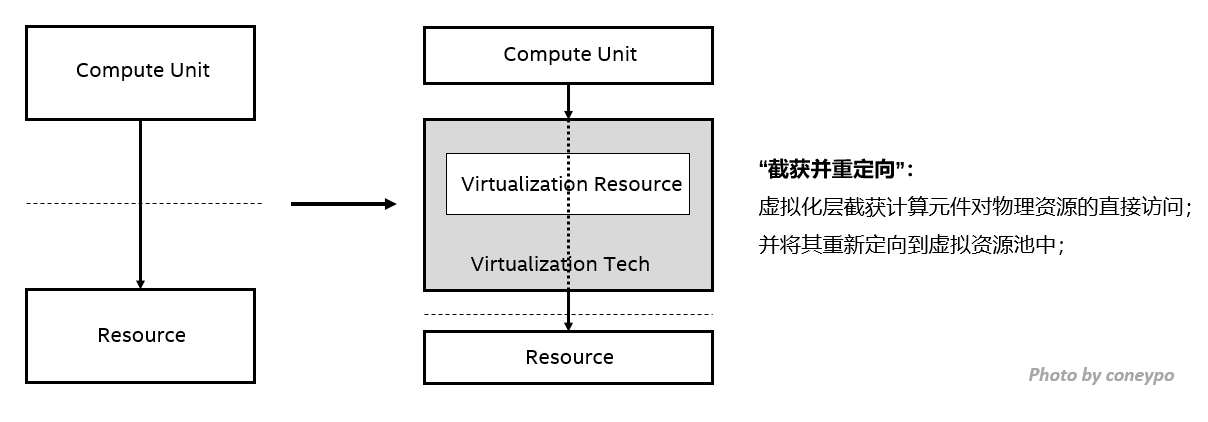 Compute Unit
Resource
Compute Unit
Virtualization Resource
Virtualization Tech
Resource
“截获并重定向”：
虚拟化层截获计算元件对物理资源的直接访问；
并将其重新定向到虚拟资源池中；
Photo by coneypo